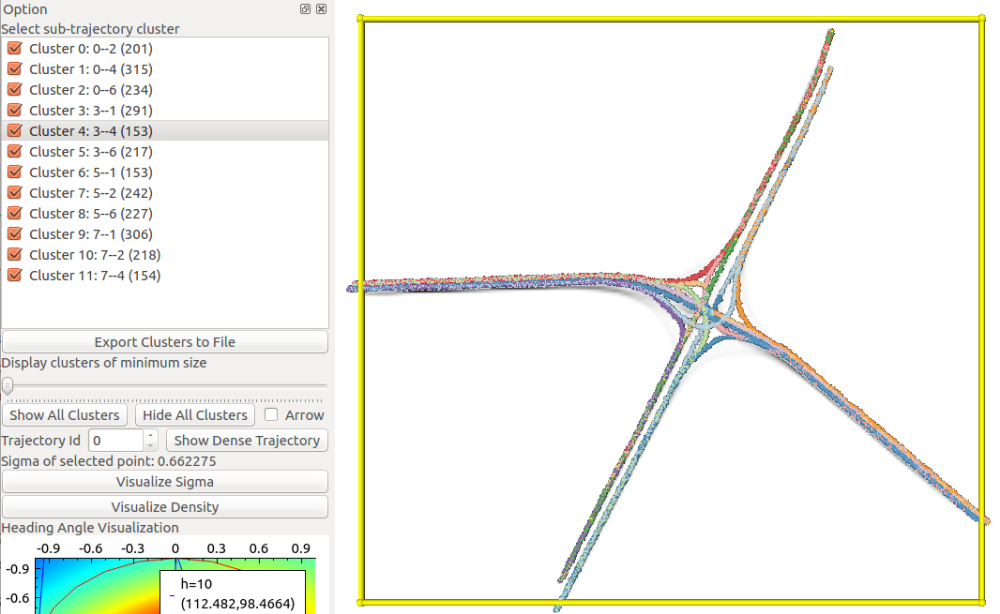 Option
Select sub-trajectory cluster
Cluster 0: 0--2 (201)
Cluster 1: 0--4 (315)
Cluster 2: 0--6 (234)
Cluster 3: 3--1 (291)
Cluster 4: 3--4 (153)
Cluster 5: 3--6 (217)
Cluster 6: 5--1 (153)
Cluster 7: 5--2 (242)
Cluster 8: 5--6 (227)
Cluster 9: 7--1 (306)
Cluster 10: 7--2 (218)
Cluster 11: 7--4 (154)
Export Clusters to File
Display clusters of minimum size
Show All Clusters Hide All Clusters Arrow
Trajectory Id 0 Show Dense Trajectory
Sigma of selected point: 0.662275
Visualize Sigma
Visualize Density
Heading Angle Visualization
-0.9 -0.6 -0.3 0 0.3 0.6 0.9
-0.9
h=10
-0.6
(112.482,98.4664)